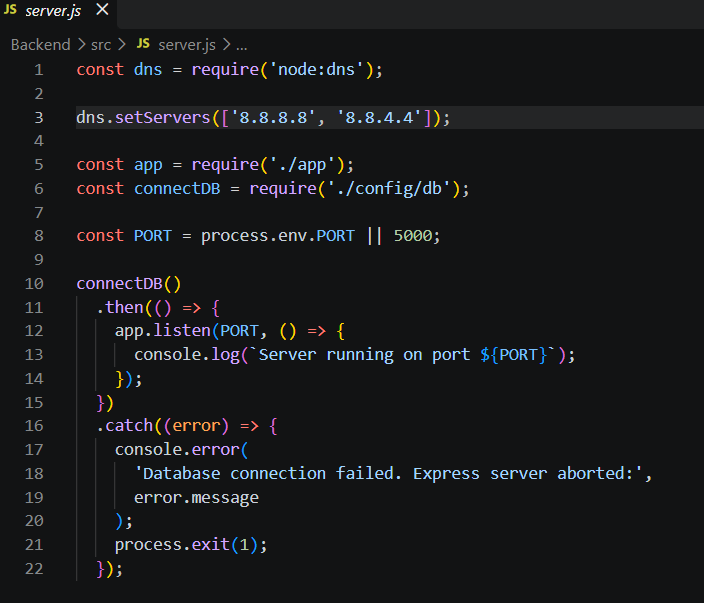 JS server.js ×
Backend > src > JS server.js > ...
1 const dns = require('node:dns');
2
3 dns.setServers(['8.8.8.8', '8.8.4.4']);
4
5 const app = require('./app');
6 const connectDB = require('./config/db');
7
8 const PORT = process.env.PORT || 5000;
9
10 connectDB()
11   .then(() => {
12     app.listen(PORT, () => {
13       console.log(`Server running on port ${PORT}`);
14     });
15   })
16   .catch((error) => {
17     console.error(
18       'Database connection failed. Express server aborted:',
19       error.message
20     );
21     process.exit(1);
22   });